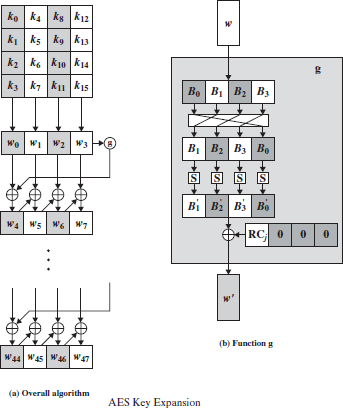 k0 k4 k8 k12
k1 k5 k9 k13
k2 k6 k10 k14
k3 k7 k11 k15
w0 w1 w2 w3 g
w4 w5 w6 w7
w44 w45 w46 w47
(a) Overall algorithm
w
g
B0 B1 B2 B3
B1 B2 B3 B0
S S S S
B'1 B'2 B'3 B'0
RCj 0 0 0
w'
(b) Function g
AES Key Expansion